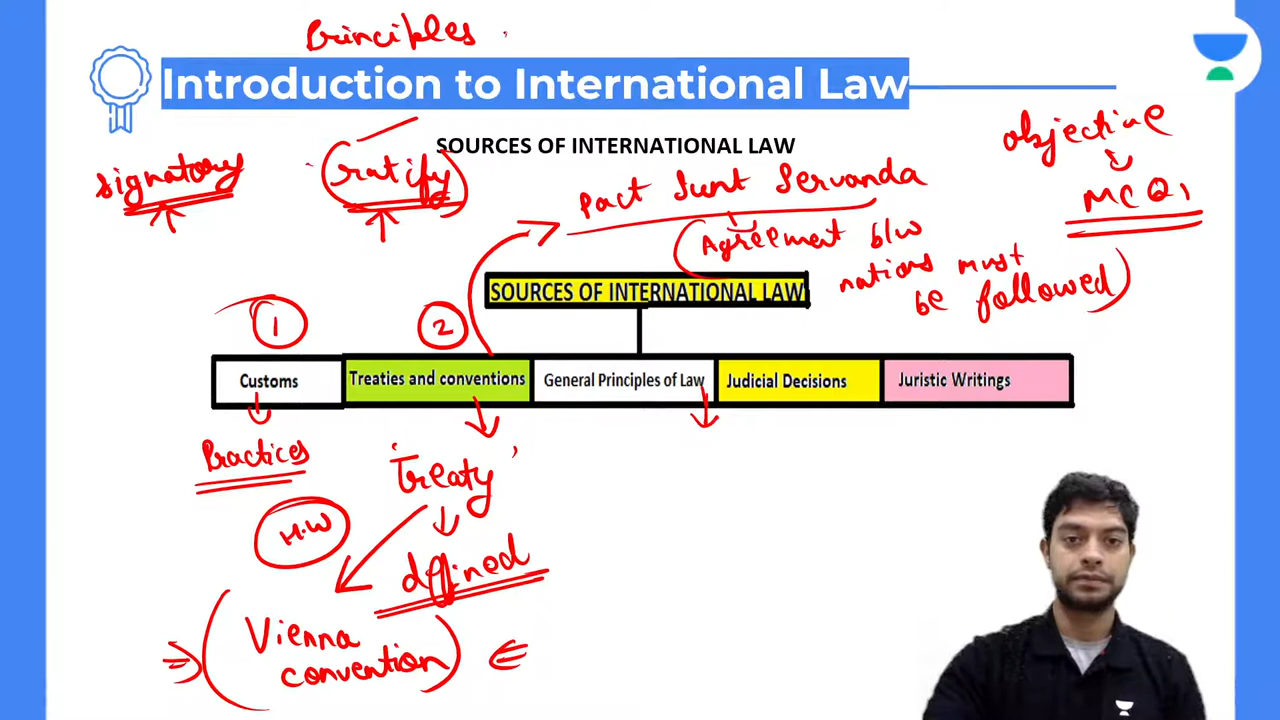 Principles
Introduction to International Law
SOURCES OF INTERNATIONAL LAW
objective
MCQs
signatory
ratify
Pact Sunt Servanda
Agreement b/w
nations must
be followed
SOURCES OF INTERNATIONAL LAW
1
2
Customs
Treaties and conventions
General Principles of Law
Judicial Decisions
Juristic Writings
Practices
'Treaty'
H.W
defined
Vienna
convention